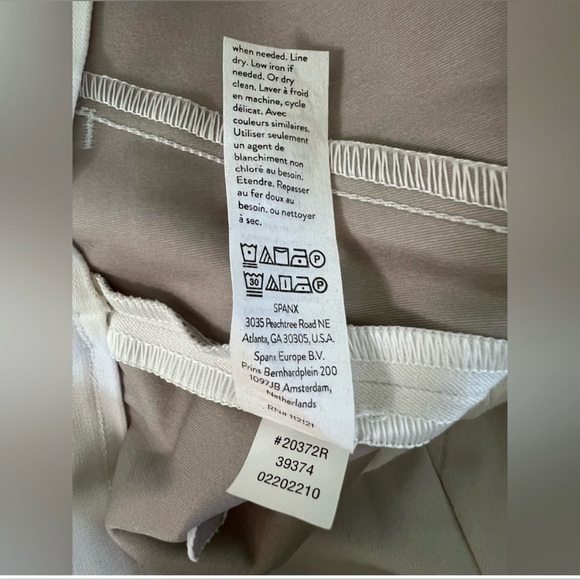 when needed. Line
dry. Low iron if
needed. Or dry
clean. Laver à froid
en machine, cycle
délicat. Avec
couleurs similaires.
Utiliser seulement
un agent de
blanchiment non
chloré au besoin.
Etendre. Repasser
au fer doux au
besoin. ou nettoyer
à sec.
P
30 P
SPANX
3035 Peachtree Road NE
Atlanta, GA 30305, U.S.A.
Spanx Europe B.V.
Prins Bernhardplein 200
1097JB Amsterdam,
Netherlands
RN# 112121
#20372R
39374
02202210